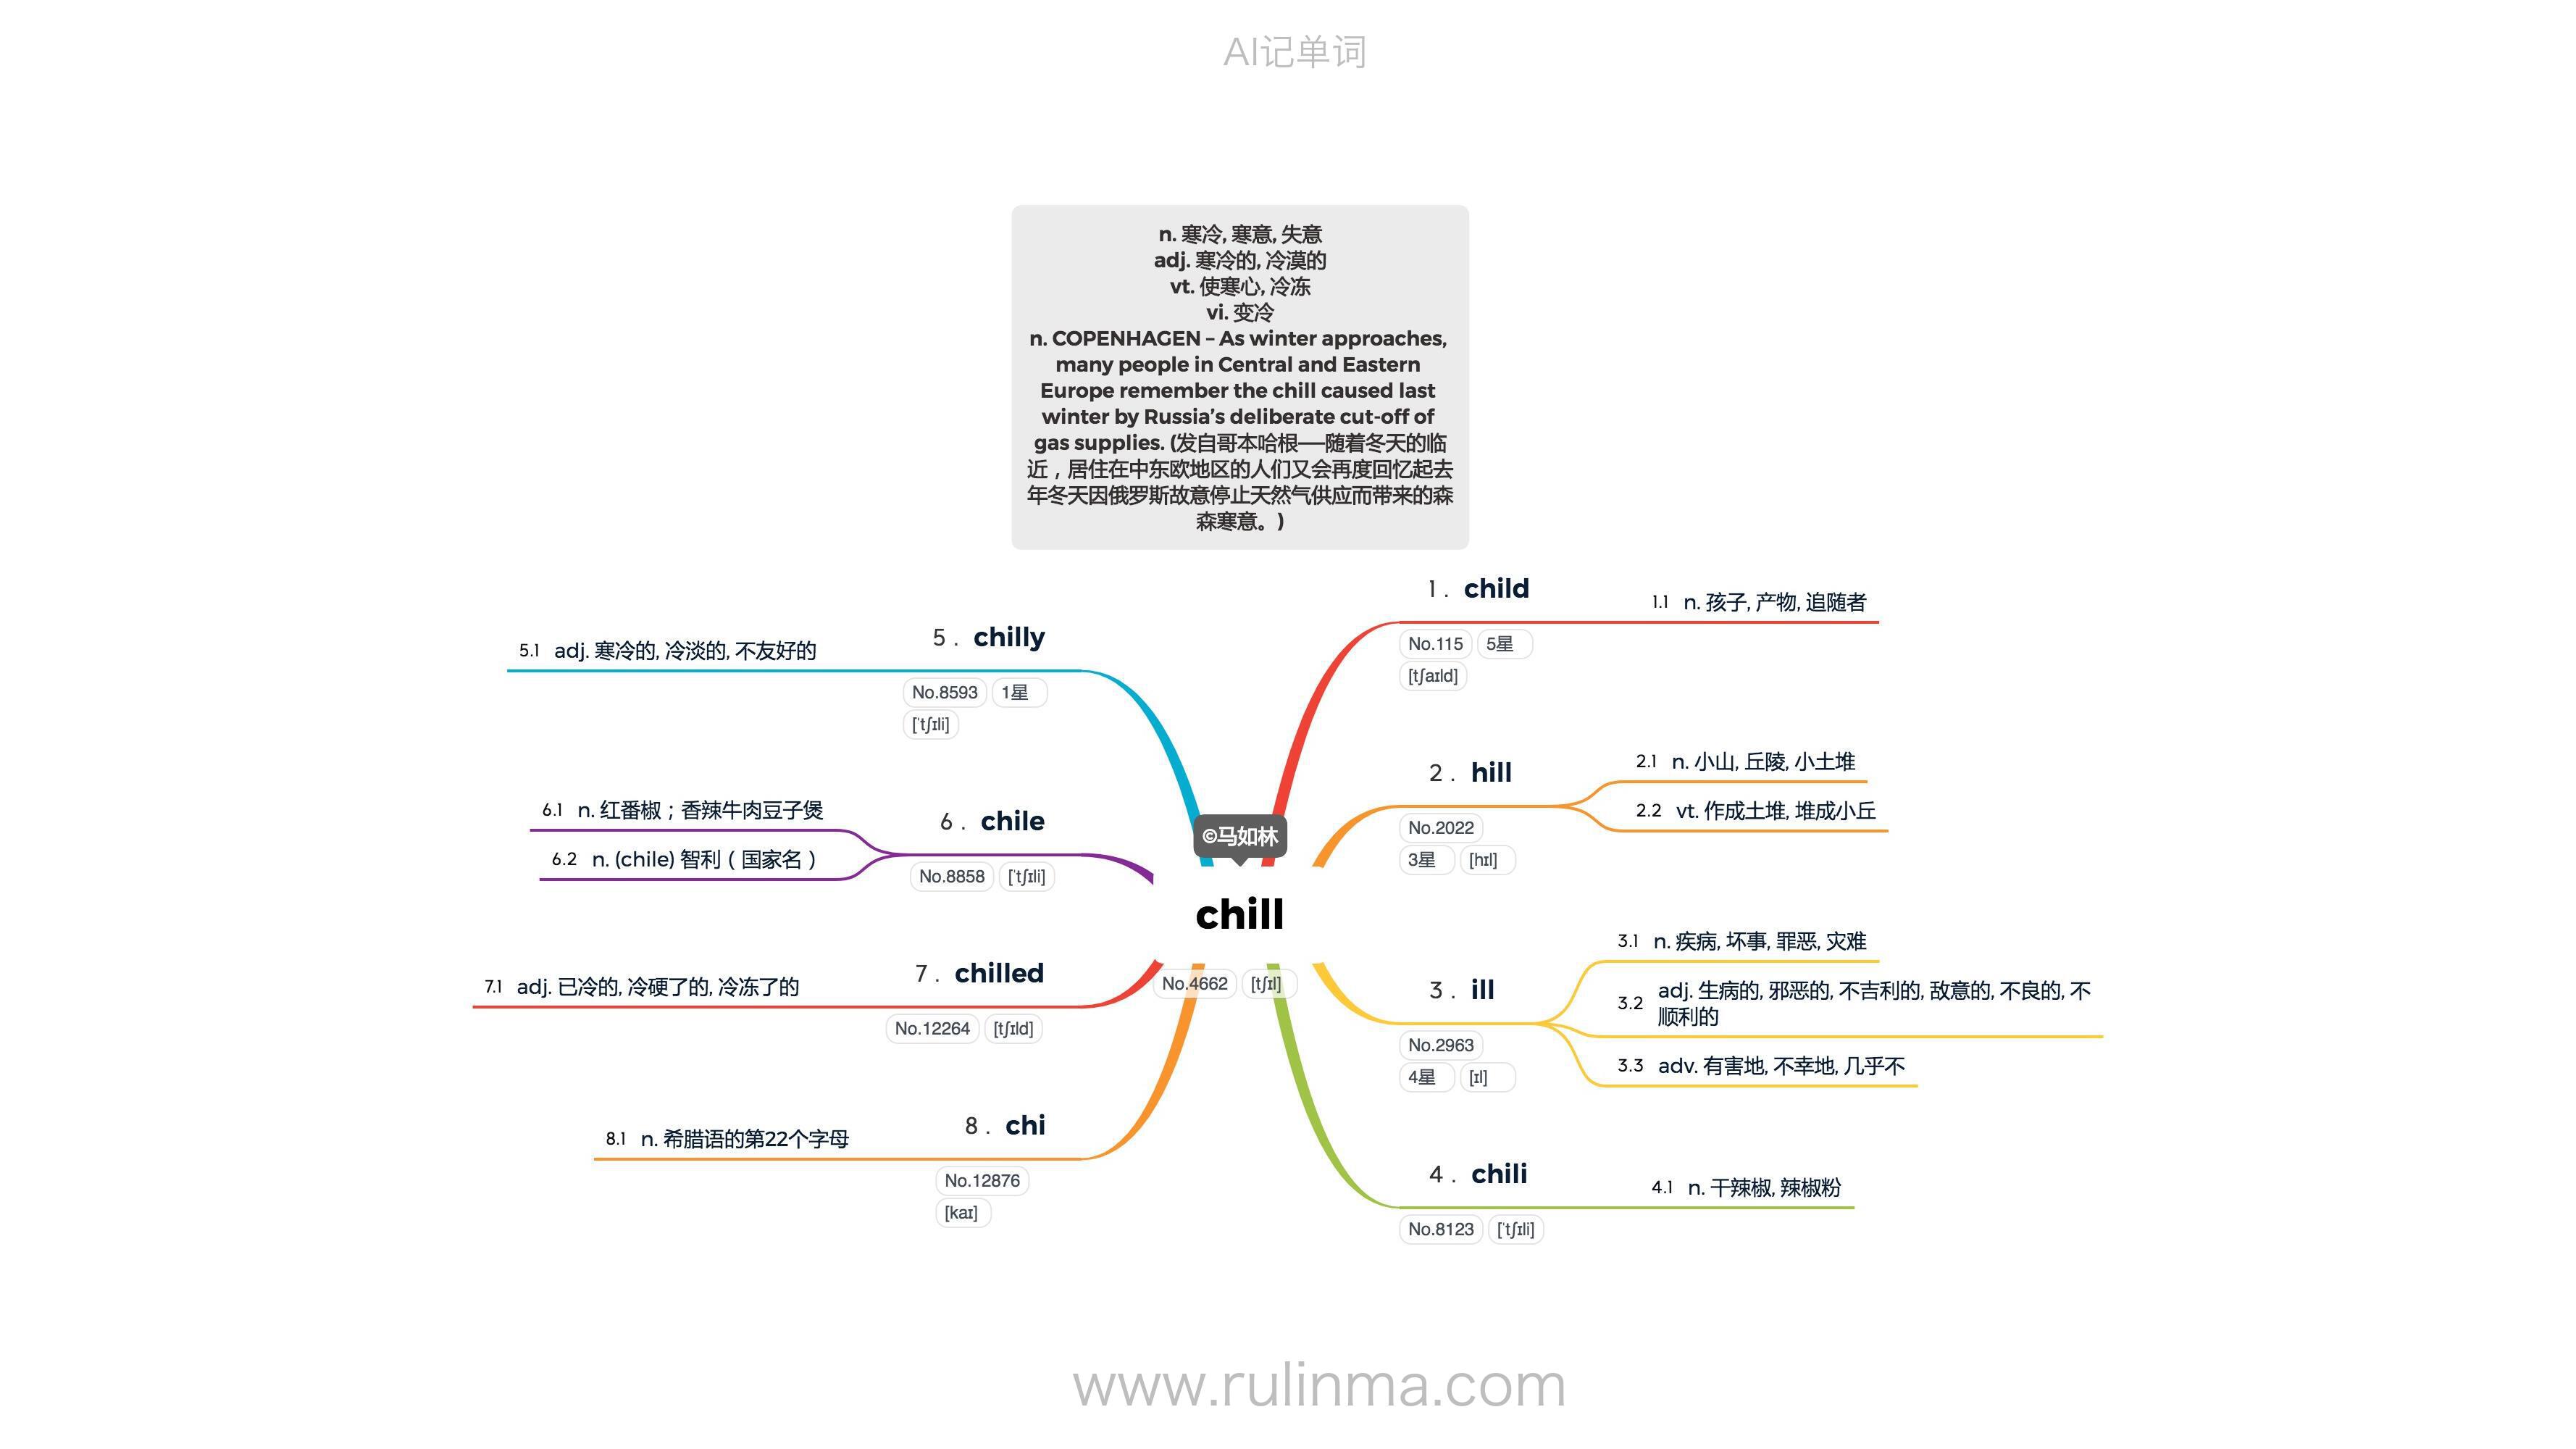 AI记单词
n. 寒冷, 寒意, 失意
adj. 寒冷的, 冷漠的
vt. 使寒心, 冷冻
vi. 变冷
n. COPENHAGEN – As winter approaches,
many people in Central and Eastern
Europe remember the chill caused last
winter by Russia’s deliberate cut-off of
gas supplies. (发自哥本哈根——随着冬天的临
近，居住在中东欧地区的人们又会再度回忆起去
年冬天因俄罗斯故意停止天然气供应而带来的森
森寒意。)
©马如林
chill
No.4662 [tʃɪl]
1. child
No.115 5星
[tʃaɪld]
1.1 n. 孩子, 产物, 追随者
2. hill
No.2022
3星 [hɪl]
2.1 n. 小山, 丘陵, 小土堆
2.2 vt. 作成土堆, 堆成小丘
3. ill
No.2963
4星 [ɪl]
3.1 n. 疾病, 坏事, 罪恶, 灾难
3.2 adj. 生病的, 邪恶的, 不吉利的, 敌意的, 不良的, 不
顺利的
3.3 adv. 有害地, 不幸地, 几乎不
4. chili
No.8123 [ˈtʃɪli]
4.1 n. 干辣椒, 辣椒粉
5. chilly
No.8593 1星
[ˈtʃɪli]
5.1 adj. 寒冷的, 冷淡的, 不友好的
6. chile
No.8858 [ˈtʃɪli]
6.1 n. 红番椒；香辣牛肉豆子煲
6.2 n. (chile) 智利（国家名）
7. chilled
No.12264 [tʃɪld]
7.1 adj. 已冷的, 冷硬了的, 冷冻了的
8. chi
No.12876
[kaɪ]
8.1 n. 希腊语的第22个字母
www.rulinma.com